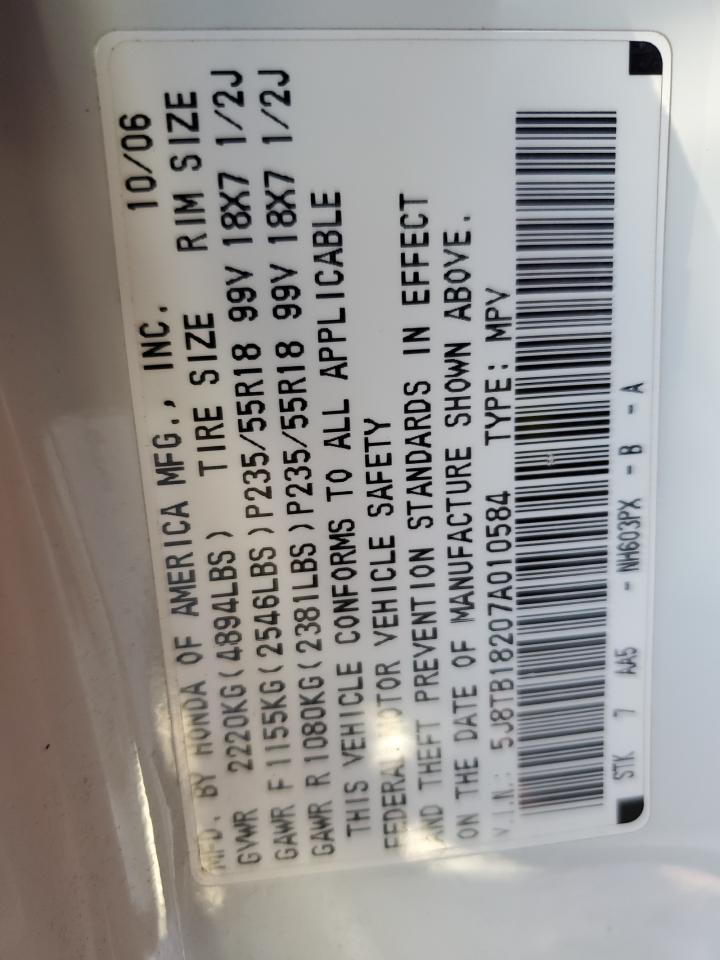 MFD. BY HONDA OF AMERICA MFG., INC. 10/06
GVWR 2220KG(4894LBS) TIRE SIZE RIM SIZE
GAWR F 1155KG(2546LBS)P235/55R18 99V 18X7 1/2J
GAWR R 1080KG(2381LBS)P235/55R18 99V 18X7 1/2J
THIS VEHICLE CONFORMS TO ALL APPLICABLE
FEDERAL MOTOR VEHICLE SAFETY
AND THEFT PREVENTION STANDARDS IN EFFECT
ON THE DATE OF MANUFACTURE SHOWN ABOVE.
V.I.N.: 5J8TB18207A010584 TYPE: MPV
STK 7 AA5 - NH603PX - B - A